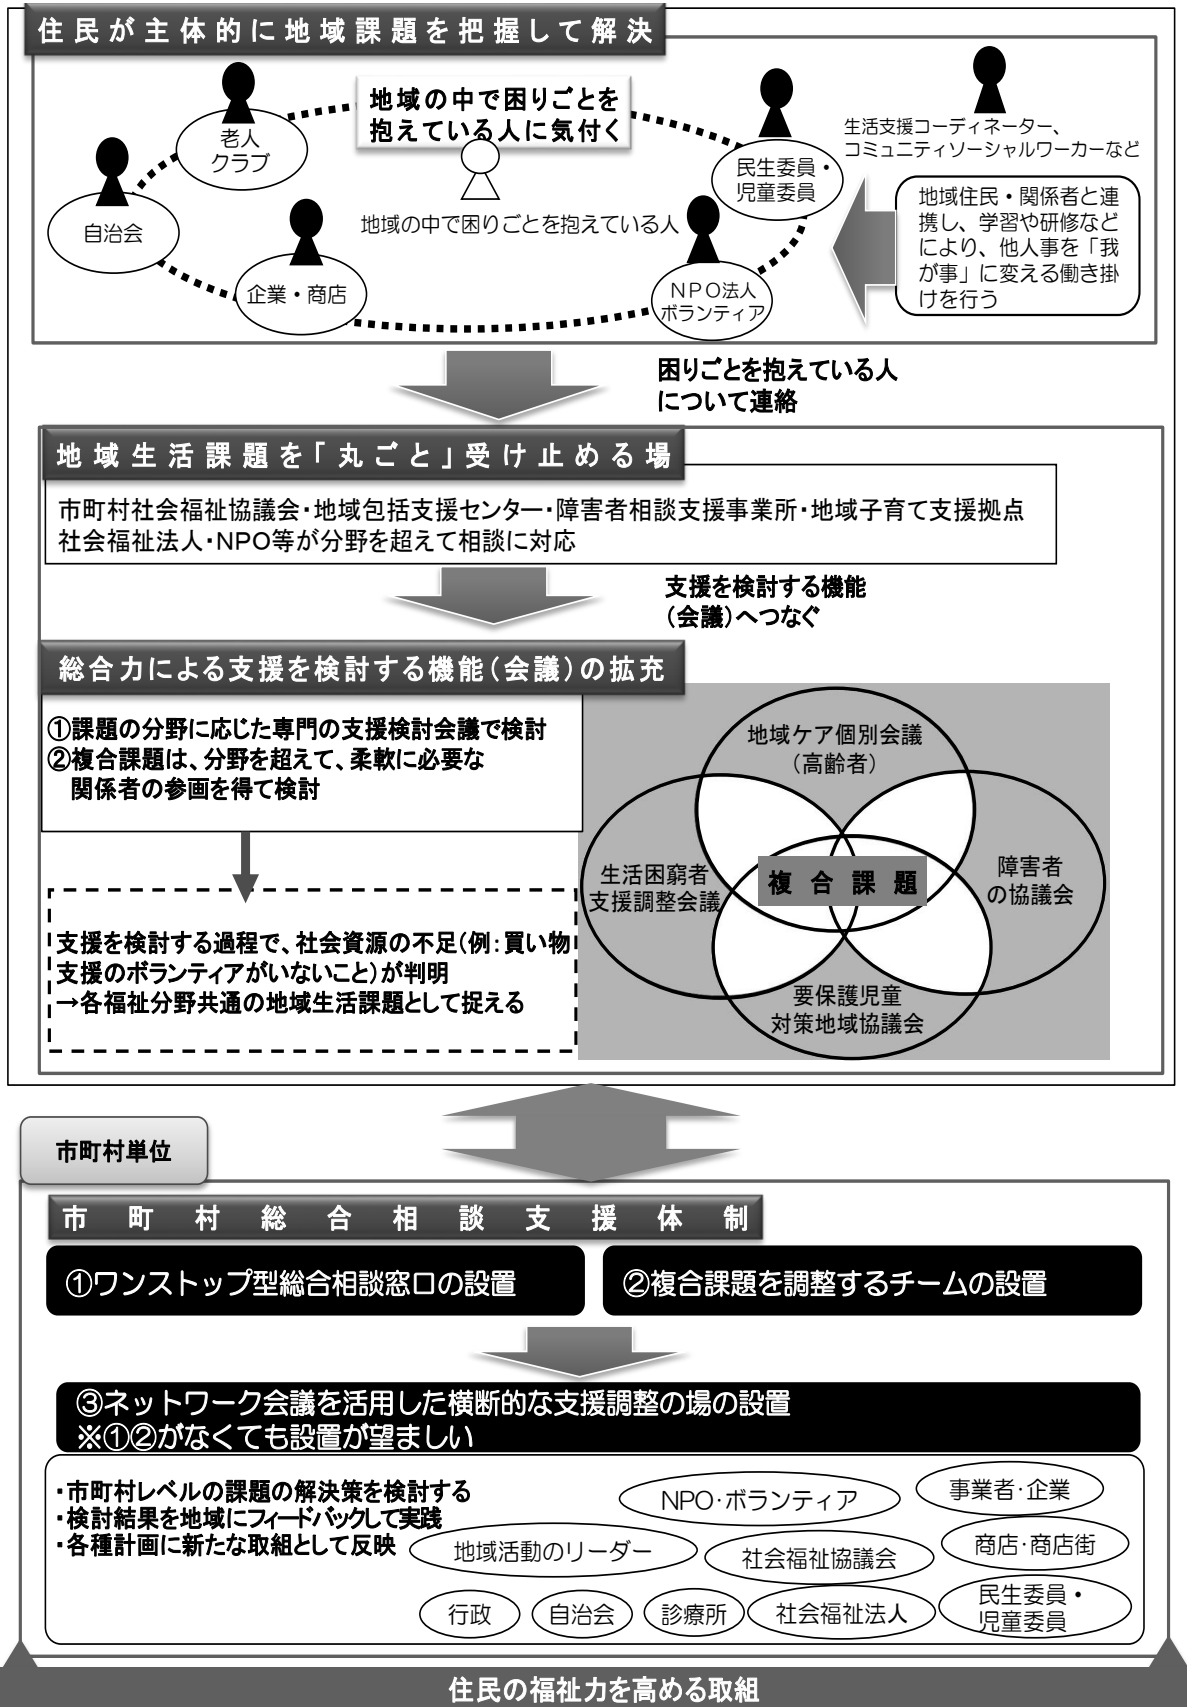 住民が主体的に地域課題を把握して解決
地域の中で困りごとを
抱えている人に気付く
老人
クラブ
自治会
企業・商店
地域の中で困りごとを抱えている人
民生委員・
児童委員
NPO法人
ボランティア
生活支援コーディネーター、
コミュニティソーシャルワーカーなど
地域住民・関係者と連
携し、学習や研修など
により、他人事を「我
が事」に変える働き掛
けを行う
困りごとを抱えている人
について連絡
地域生活課題を「丸ごと」受け止める場
市町村社会福祉協議会・地域包括支援センター・障害者相談支援事業所・地域子育て支援拠点
社会福祉法人・NPO等が分野を超えて相談に対応
支援を検討する機能
(会議)へつなぐ
総合力による支援を検討する機能(会議)の拡充
①課題の分野に応じた専門の支援検討会議で検討
②複合課題は、分野を超えて、柔軟に必要な
関係者の参画を得て検討
支援を検討する過程で、社会資源の不足(例:買い物
支援のボランティアがいないこと)が判明
→各福祉分野共通の地域生活課題として捉える
地域ケア個別会議
(高齢者)
生活困窮者
支援調整会議
複合課題
障害者
の協議会
要保護児童
対策地域協議会
市町村単位
市町村総合相談支援体制
①ワンストップ型総合相談窓口の設置
②複合課題を調整するチームの設置
③ネットワーク会議を活用した横断的な支援調整の場の設置
※①②がなくても設置が望ましい
・市町村レベルの課題の解決策を検討する
・検討結果を地域にフィードバックして実践
・各種計画に新たな取組として反映
NPO・ボランティア
事業者・企業
地域活動のリーダー
社会福祉協議会
商店・商店街
行政
自治会
診療所
社会福祉法人
民生委員・
児童委員
住民の福祉力を高める取組